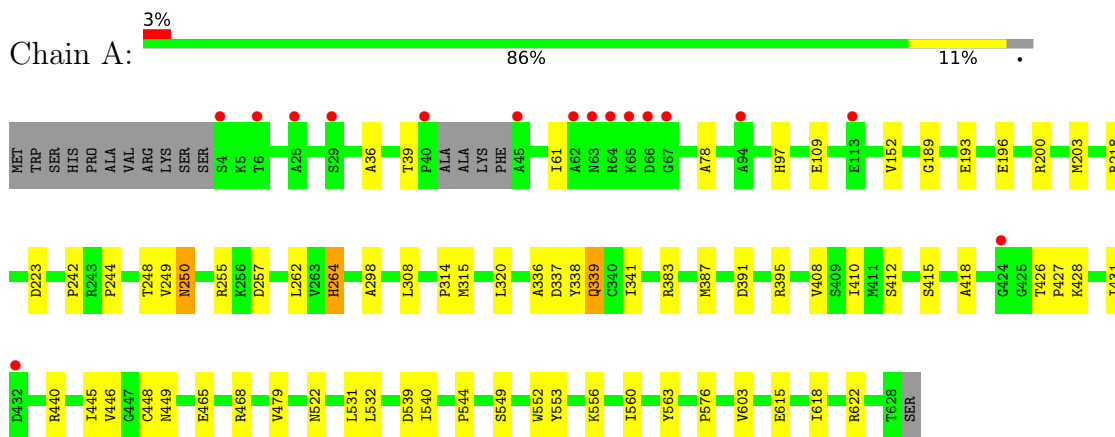 3%
Chain A:
86% 11% •
MET TRP SER HIS PRO ALA VAL ARG LYS SER SER S4 K5 T6 A25 S29 A36 T39 P40 ALA ALA LYS PHE A45 I61 A62 N63 R64 K65 D66 G67 A78 A94 H97 E109 E113 V152 G189 E193 E196 R200 M203
D223 P242 R243 P244 T248 V249 N250 R255 K256 D257 L262 V263 H264 A298 L308 P314 M315 L320 A336 D337 Y338 Q339 C340 I341 R383 M387 D391 R395 V408 S409 I410 M411 S412 S415 A418 G424 G425 T426 P427 K428
D432 R440 I445 V446 G447 C448 N449 E465 R468 V479 N522 L531 L532 D539 I540 P544 S549 W552 Y553 K556 I560 Y563 P576 V603 E615 I618 R622 T628 SER